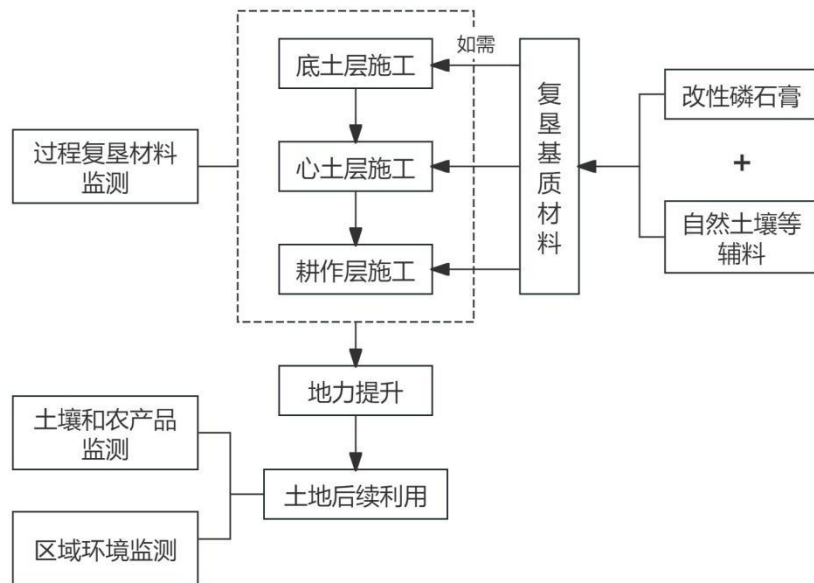 如需
底土层施工
改性磷石膏
过程复垦材料
监测
心土层施工
复垦基质材料
+
自然土壤等
辅料
耕作层施工
地力提升
土壤和农产品
监测
土地后续利用
区域环境监测